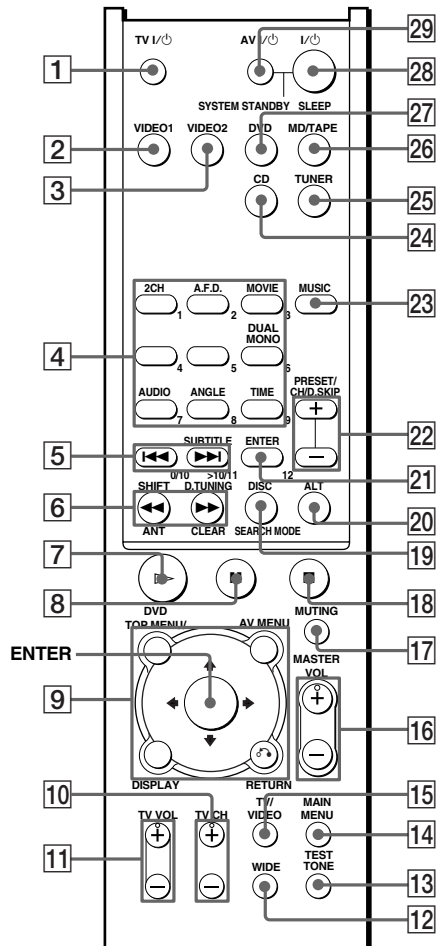 TV I/⏻ AV I/⏻ I/⏻ 29
1 28
SYSTEM STANDBY SLEEP
27
VIDEO1 VIDEO2 DVD MD/TAPE
2 26
3 CD TUNER 25
24
2CH A.F.D. MOVIE MUSIC
1 2 3 23
DUAL
MONO
4 4 5 6
PRESET/
CH/D.SKIP
AUDIO ANGLE TIME +
7 8 9 22
SUBTITLE ENTER −
5 0/10 >10/11 12 21
SHIFT D.TUNING DISC ALT
6 20
ANT CLEAR SEARCH MODE 19
7
8 18
DVD MUTING
TOP MENU/ AV MENU 17
ENTER MASTER
VOL
9 + 16
−
DISPLAY RETURN
10 TV/ MAIN 15
TV VOL TV CH VIDEO MENU
+ + 14
11 TEST
WIDE TONE
− − 13
12